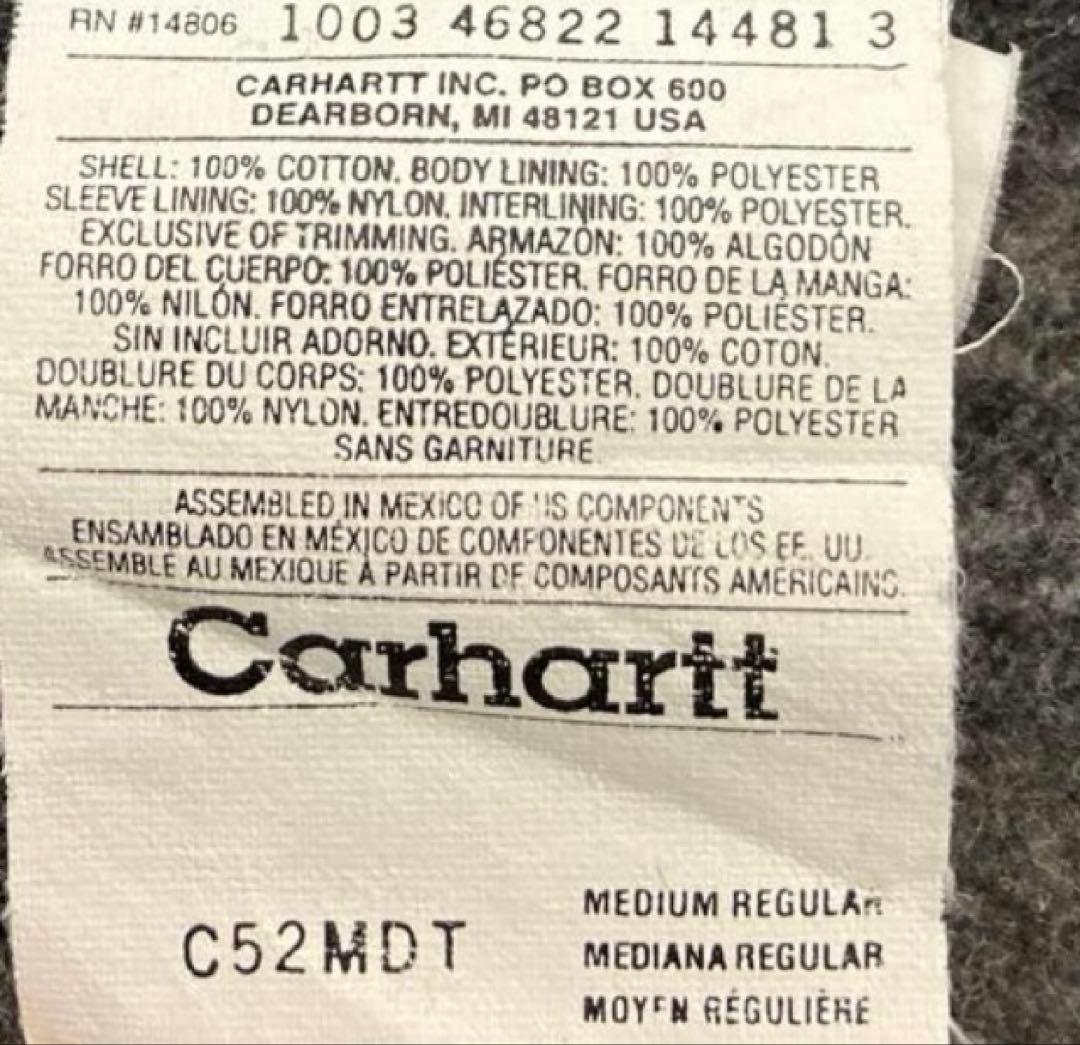 RN #14806 1003 46822 14481 3
CARHARTT INC. PO BOX 600
DEARBORN, MI 48121 USA
SHELL: 100% COTTON. BODY LINING: 100% POLYESTER
SLEEVE LINING: 100% NYLON. INTERLINING: 100% POLYESTER.
EXCLUSIVE OF TRIMMING. ARMAZÓN: 100% ALGODÓN
FORRO DEL CUERPO: 100% POLIÉSTER. FORRO DE LA MANGA:
100% NILÓN. FORRO ENTRELAZADO: 100% POLIÉSTER.
SIN INCLUIR ADORNO. EXTÉRIEUR: 100% COTON.
DOUBLURE DU CORPS: 100% POLYESTER. DOUBLURE DE LA
MANCHE: 100% NYLON. ENTREDOUBLURE: 100% POLYESTER
SANS GARNITURE
ASSEMBLED IN MEXICO OF US COMPONENTS
ENSAMBLADO EN MÉXICO DE COMPONENTES DE LOS EE. UU.
ASSEMBLE AU MEXIQUE À PARTIR DE COMPOSANTS AMERICAINS.
Carhartt
C52MDT
MEDIUM REGULAR
MEDIANA REGULAR
MOYEN RÉGULIÈRE